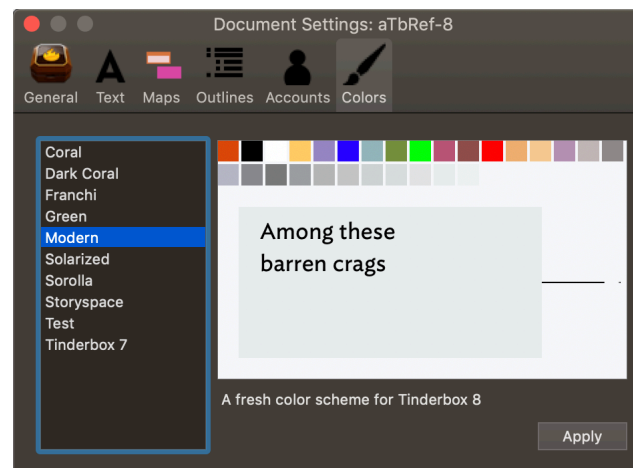 Document Settings: aTbRef-8
General Text Maps Outlines Accounts Colors
Coral
Dark Coral
Franchi
Green
Modern
Solarized
Sorolla
Storyspace
Test
Tinderbox 7
Among these
barren crags
A fresh color scheme for Tinderbox 8
Apply